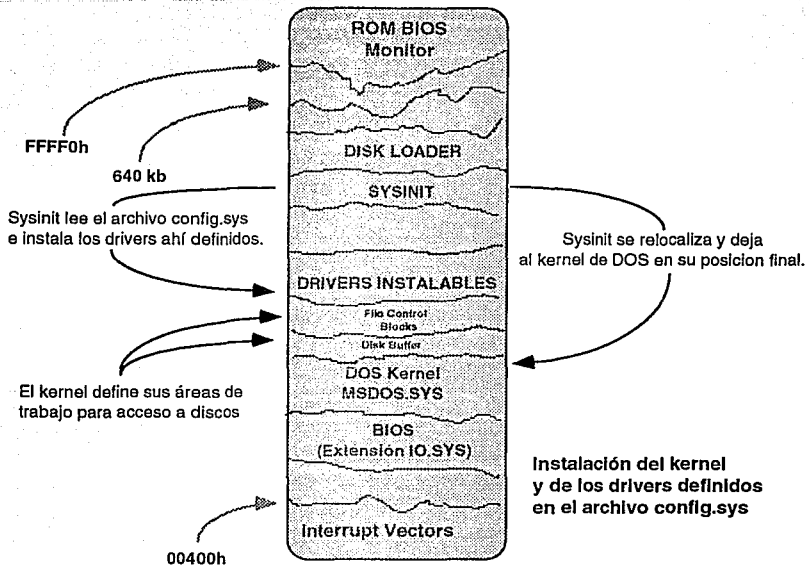 ROM BIOS
Monitor
FFFF0h
640 kb
DISK LOADER
SYSINIT
Sysinit lee el archivo config.sys
e instala los drivers ahí definidos.
Sysinit se relocaliza y deja
al kernel de DOS en su posicion final.
DRIVERS INSTALABLES
File Control
Blocks
Disk Buffer
El kernel define sus áreas de
trabajo para acceso a discos
DOS Kernel
MSDOS.SYS
BIOS
(Extensión IO.SYS)
Instalación del kernel
y de los drivers definidos
en el archivo config.sys
Interrupt Vectors
00400h